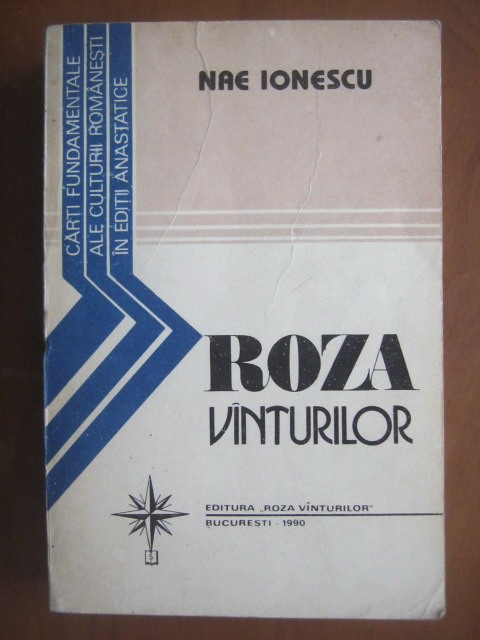 CĂRȚI FUNDAMENTALE
ALE CULTURII ROMÂNEȘTI
ÎN EDIȚII ANASTATICE
NAE IONESCU
ROZA
VÎNTURILOR
EDITURA „ROZA VÎNTURILOR"
BUCUREȘTI - 1990